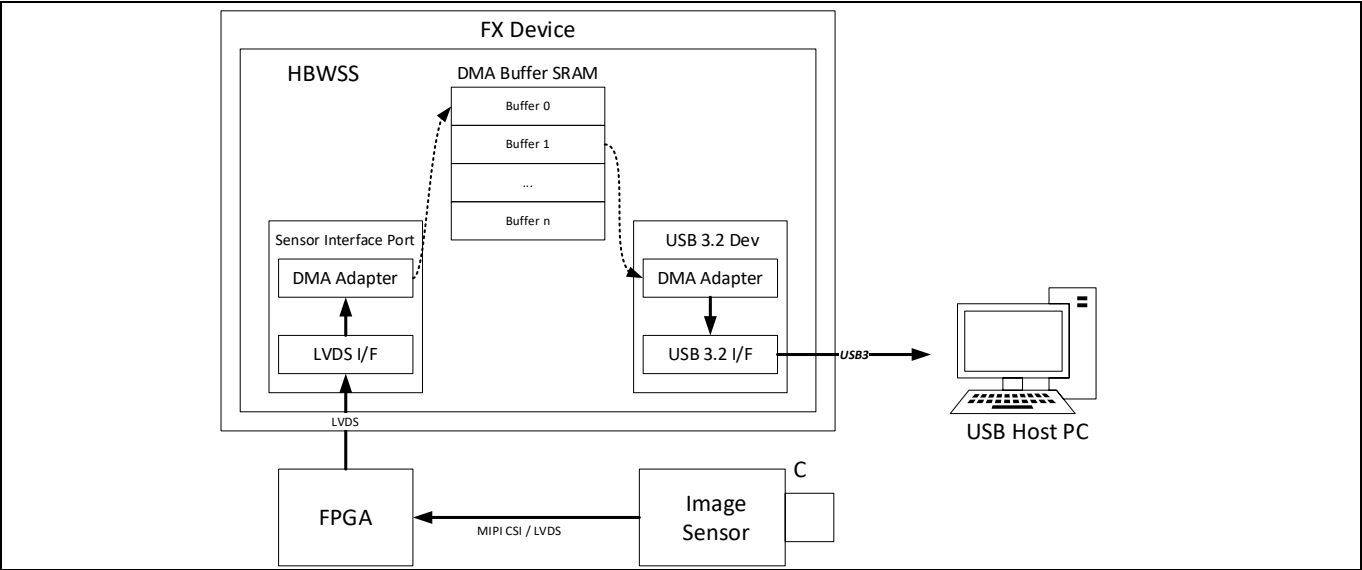 FX Device
HBWSS
DMA Buffer SRAM
Buffer 0
Buffer 1
...
Buffer n
Sensor Interface Port
DMA Adapter
LVDS I/F
USB 3.2 Dev
DMA Adapter
USB 3.2 I/F
USB3
USB Host PC
LVDS
FPGA
MIPI CSI / LVDS
Image
Sensor
C